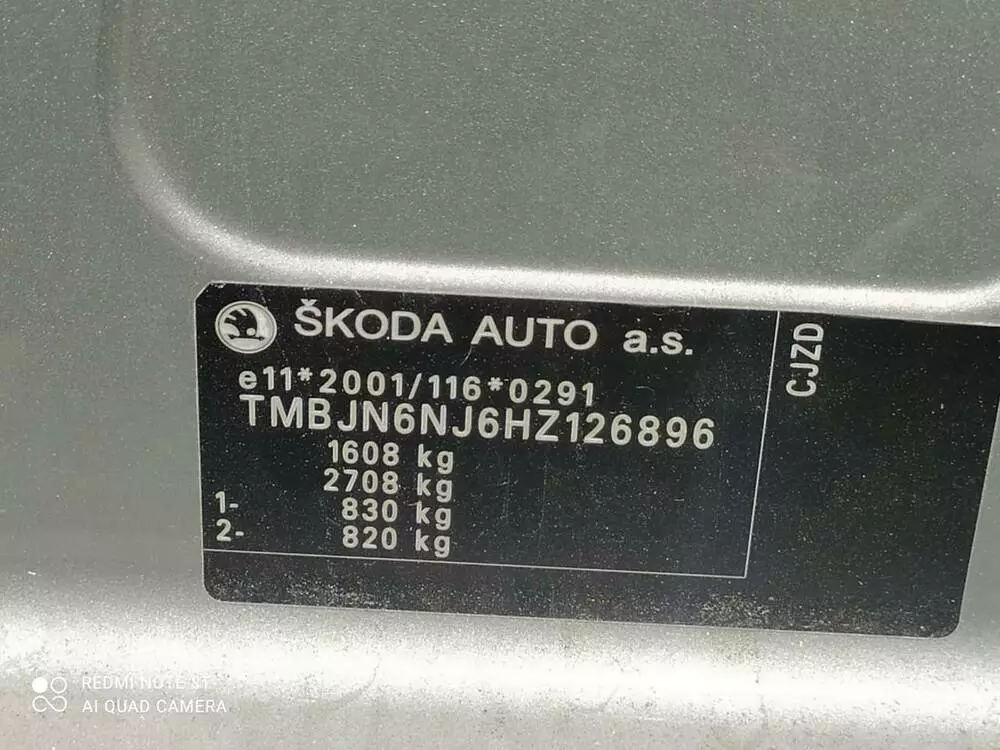 ŠKODA AUTO a.s.
e11*2001/116*0291
TMBJN6NJ6HZ126896
1608 kg
2708 kg
1- 830 kg
2- 820 kg
CJZD
REDMI NOTE 8T
AI QUAD CAMERA